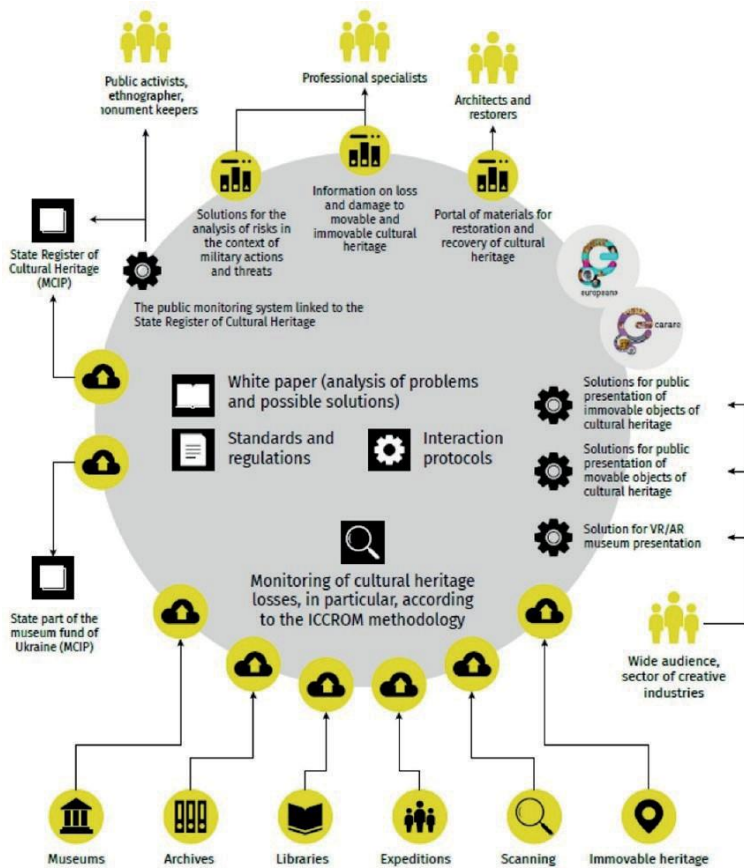 Public activists,
ethnographer,
monument keepers
Professional specialists
Architects and
restorers
Solutions for the
analysis of risks in
the context of
military actions
and threats
Information on loss
and damage to
movable and
immovable cultural
heritage
Portal of materials for
restoration and
recovery of cultural
heritage
State Register of
Cultural Heritage
(MCIP)
The public monitoring system linked to the
State Register of Cultural Heritage
europeana
carare
White paper (analysis of problems
and possible solutions)
Standards and
regulations
Interaction
protocols
Solutions for public
presentation of
immovable objects of
cultural heritage
Solutions for public
presentation of
movable objects of
cultural heritage
Solution for VR/AR
museum presentation
Monitoring of cultural heritage
losses, in particular, according
to the ICCROM methodology
State part of the
museum fund of
Ukraine (MCIP)
Wide audience,
sector of creative
industries
Museums
Archives
Libraries
Expeditions
Scanning
Immovable heritage